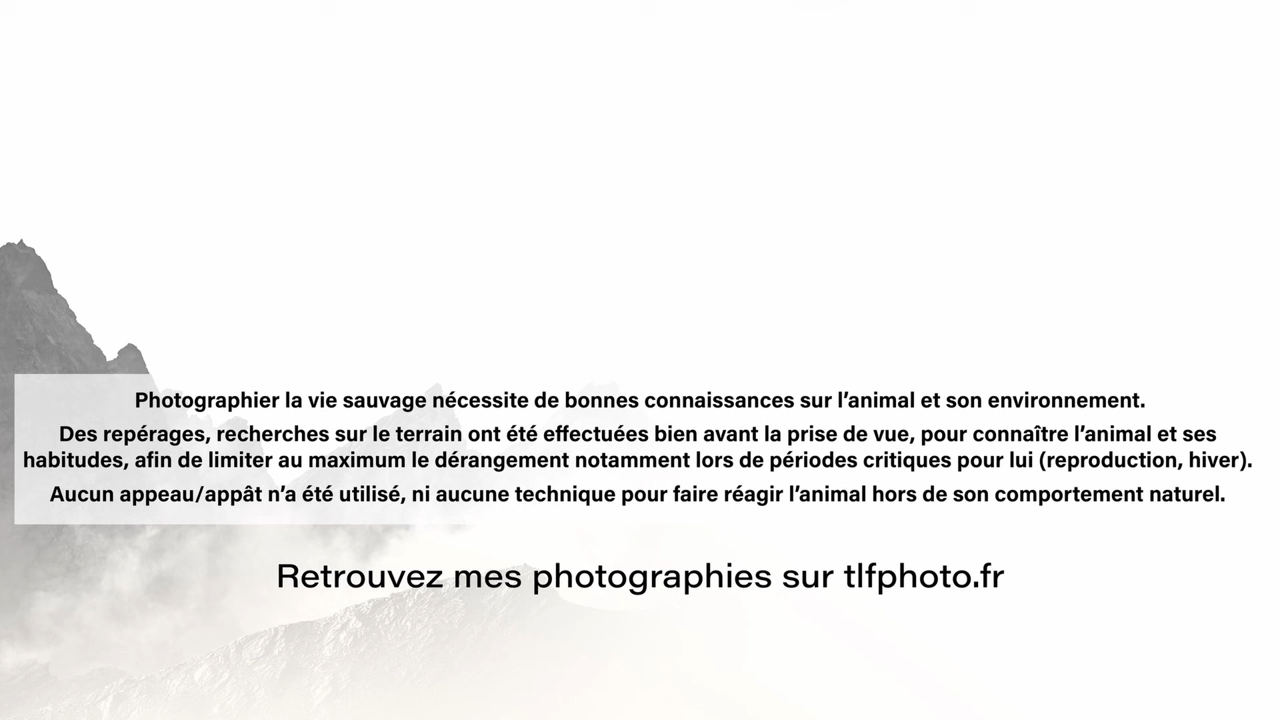 Photographier la vie sauvage nécessite de bonnes connaissances sur l’animal et son environnement.
Des repérages, recherches sur le terrain ont été effectuées bien avant la prise de vue, pour connaître l’animal et ses
habitudes, afin de limiter au maximum le dérangement notamment lors de périodes critiques pour lui (reproduction, hiver).
Aucun appeau/appât n’a été utilisé, ni aucune technique pour faire réagir l’animal hors de son comportement naturel.
Retrouvez mes photographies sur tlfphoto.fr